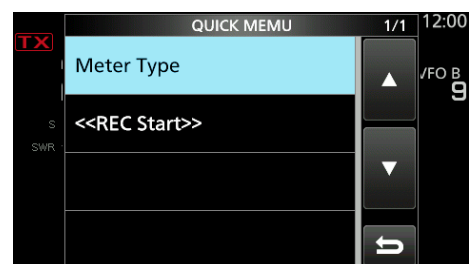 QUICK MEMU 1/1 12:00
TX
Meter Type
VFO B
9
<<REC Start>>
S
SWR